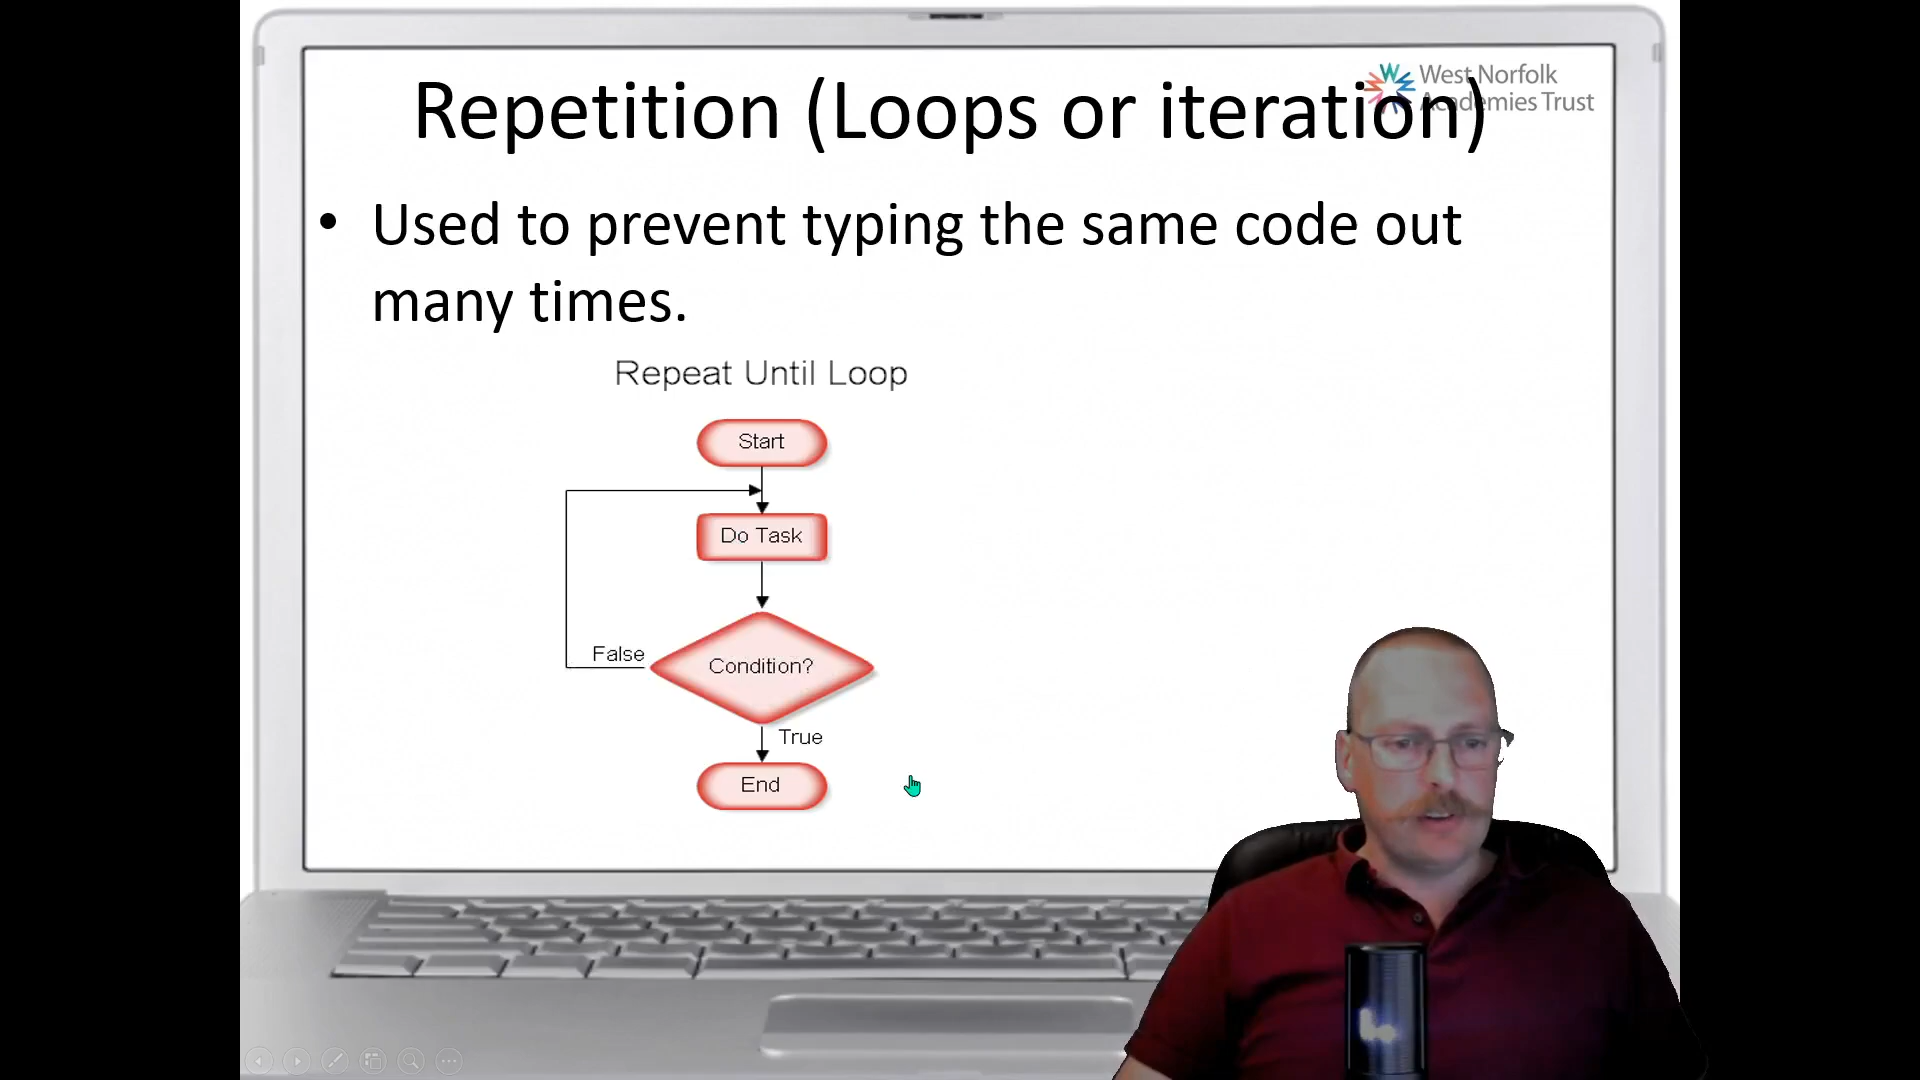 West Norfolk
Academies Trust
Repetition (Loops or iteration)
• Used to prevent typing the same code out
many times.
Repeat Until Loop
Start
Do Task
False
Condition?
True
End